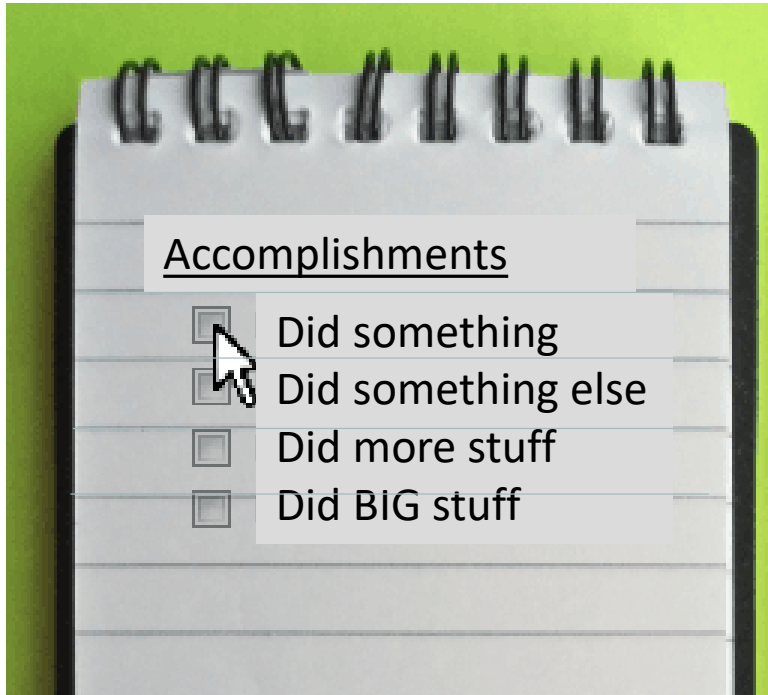 Accomplishments
Did something
Did something else
Did more stuff
Did BIG stuff